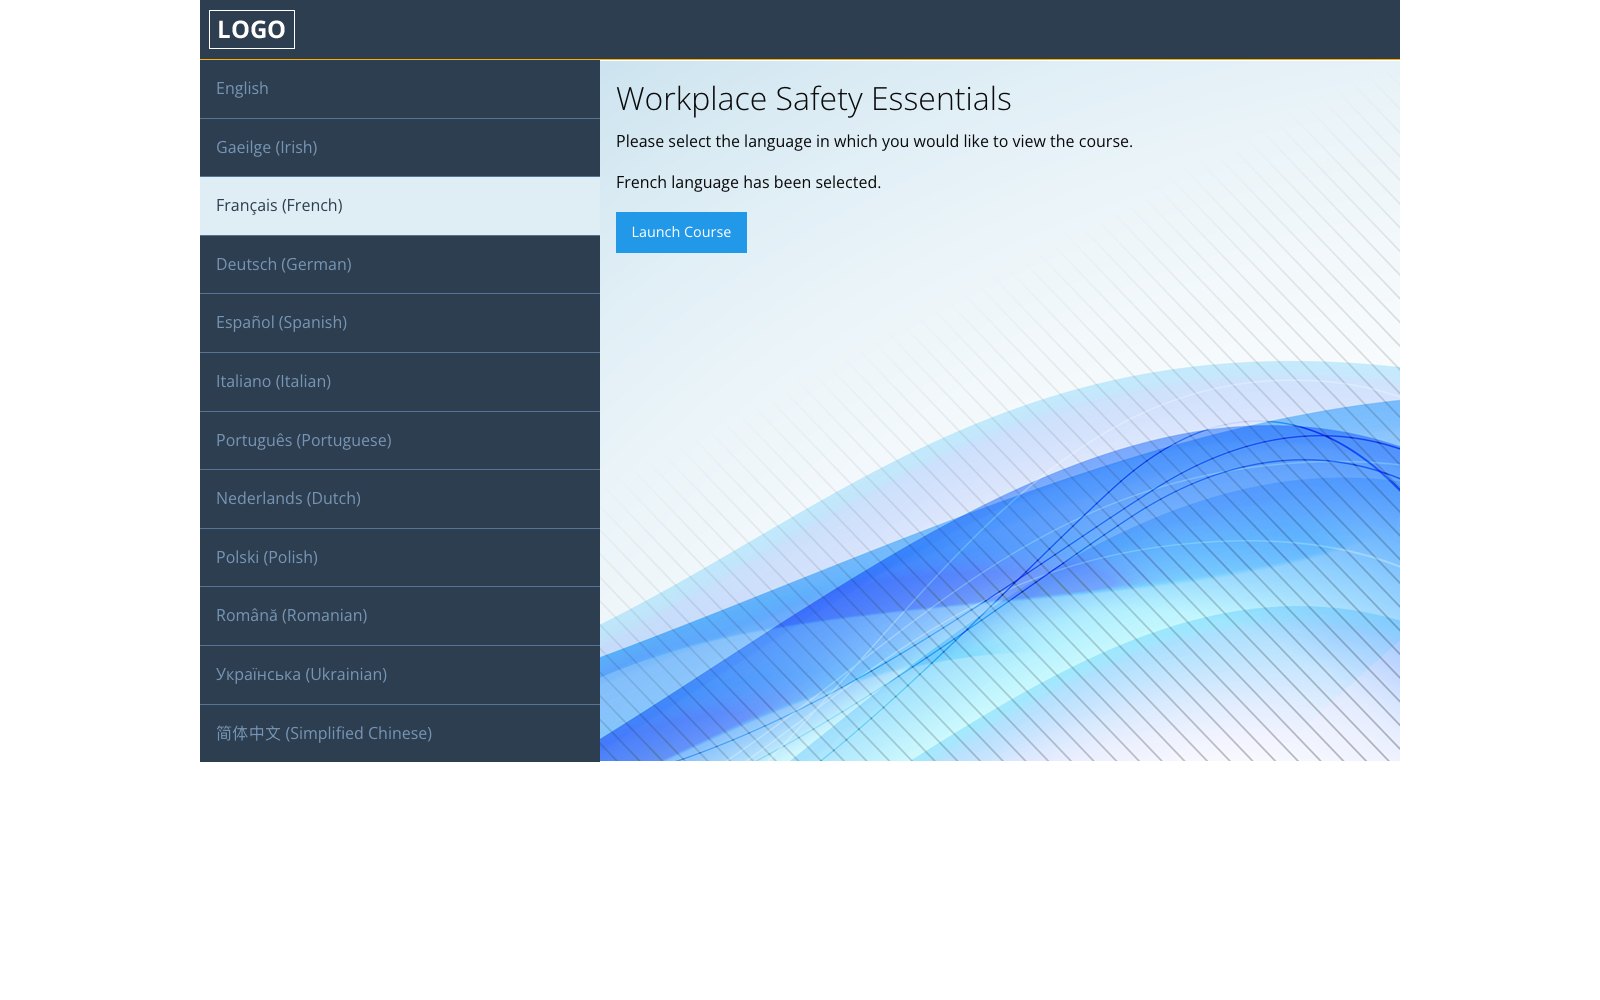 LOGO
English
Gaeilge (Irish)
Français (French)
Deutsch (German)
Español (Spanish)
Italiano (Italian)
Português (Portuguese)
Nederlands (Dutch)
Polski (Polish)
Română (Romanian)
Українська (Ukrainian)
简体中文 (Simplified Chinese)
Workplace Safety Essentials
Please select the language in which you would like to view the course.
French language has been selected.
Launch Course